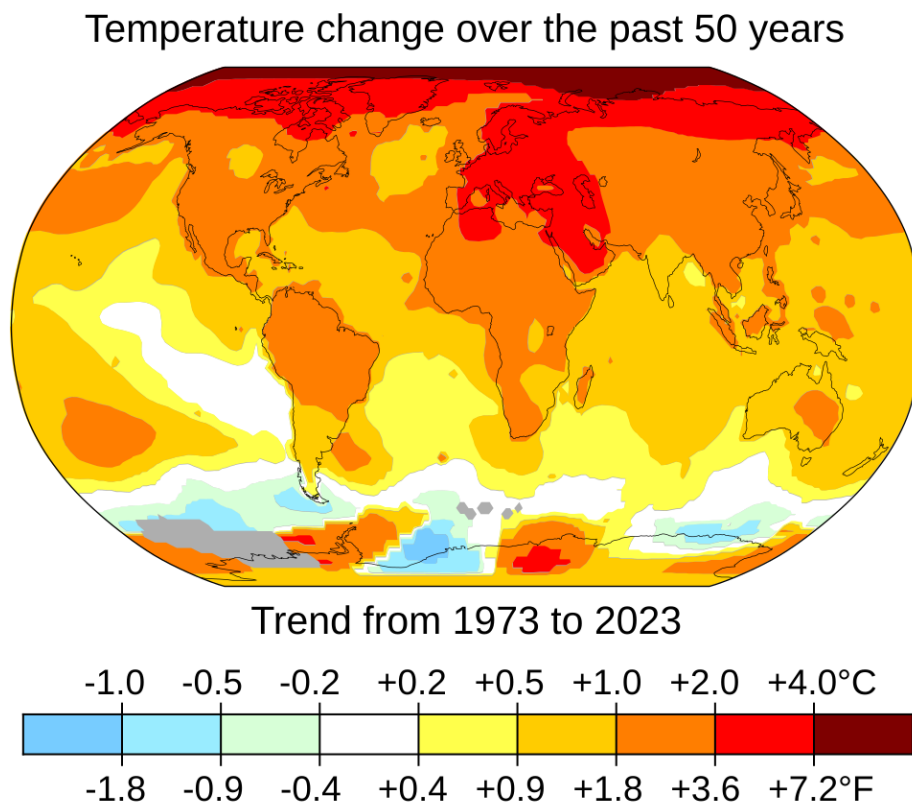 Temperature change over the past 50 years
Trend from 1973 to 2023
-1.0 -0.5 -0.2 +0.2 +0.5 +1.0 +2.0 +4.0°C
-1.8 -0.9 -0.4 +0.4 +0.9 +1.8 +3.6 +7.2°F